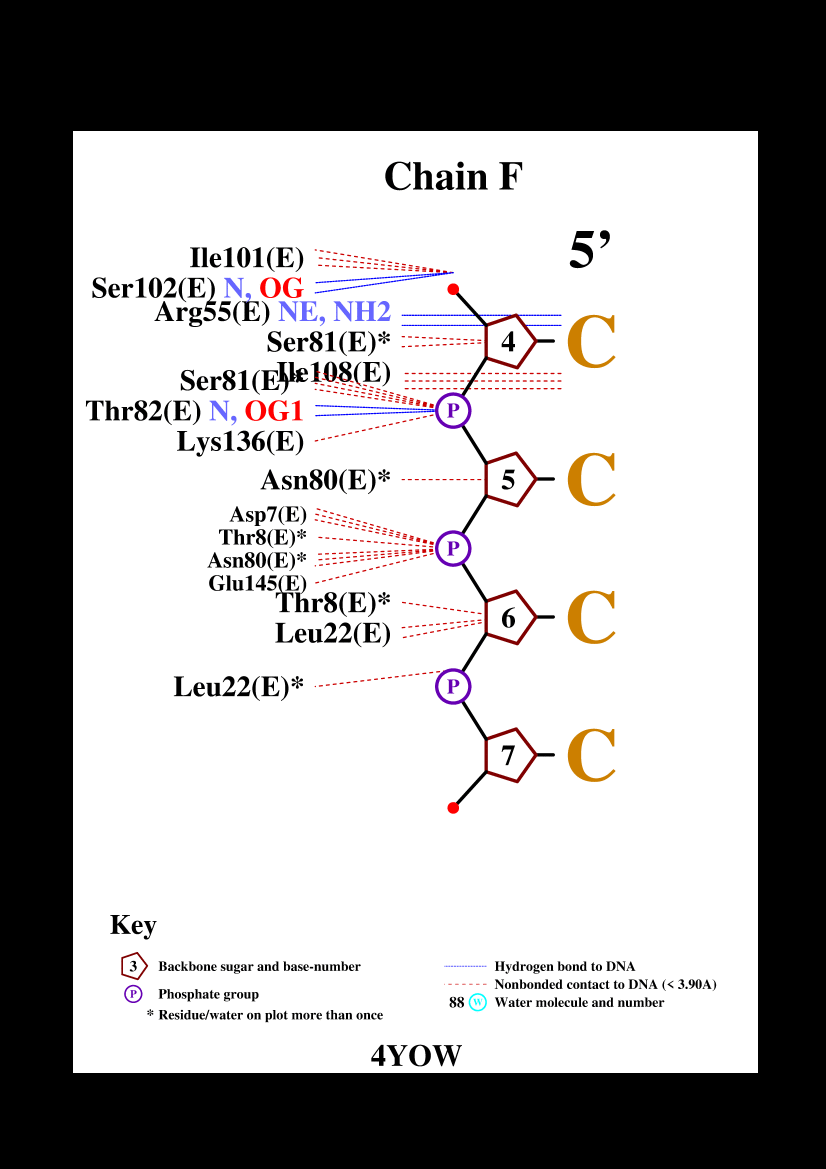 Chain F
5’
Ile101(E)
Ser102(E) N, OG
Arg55(E) NE, NH2
Ser81(E)*
4 C
Ile108(E)
Ser81(E)*
Thr82(E) N, OG1
P
Lys136(E)
Asn80(E)*
5 C
Asp7(E)
Thr8(E)*
P
Asn80(E)*
Glu145(E)
Thr8(E)*
6 C
Leu22(E)
Leu22(E)*
P
7 C
Key
3 Backbone sugar and base-number
P Phosphate group
* Residue/water on plot more than once
Hydrogen bond to DNA
Nonbonded contact to DNA (< 3.90A)
88 W Water molecule and number
4YOW